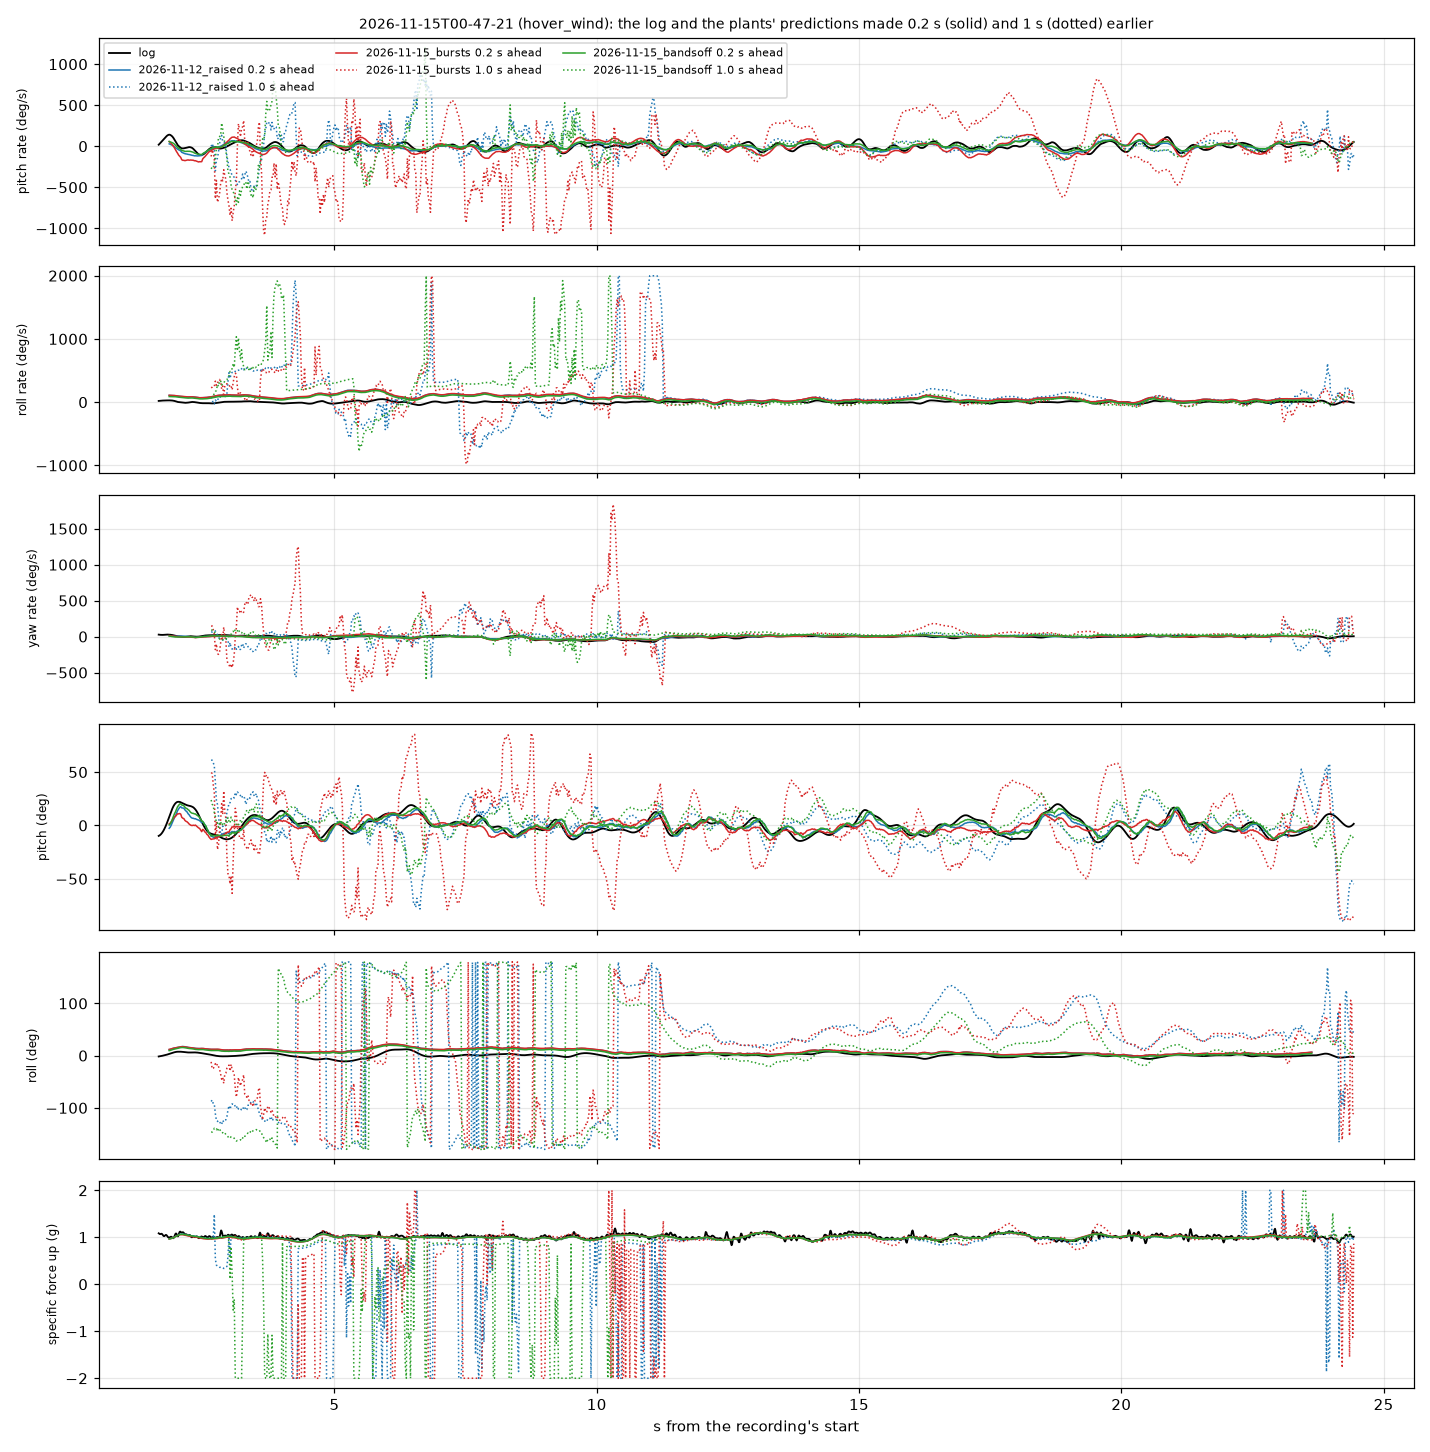 2026-11-15T00-47-21 (hover_wind): the log and the plants' predictions made 0.2 s (solid) and 1 s (dotted) earlier
log
2026-11-12_raised 0.2 s ahead
2026-11-12_raised 1.0 s ahead
2026-11-15_bursts 0.2 s ahead
2026-11-15_bursts 1.0 s ahead
2026-11-15_bandsoff 0.2 s ahead
2026-11-15_bandsoff 1.0 s ahead
pitch rate (deg/s)
1000
500
0
−500
−1000
roll rate (deg/s)
2000
1000
0
−1000
yaw rate (deg/s)
1500
1000
500
0
−500
pitch (deg)
50
0
−50
roll (deg)
100
0
−100
specific force up (g)
2
1
0
−1
−2
5 10 15 20 25
s from the recording's start